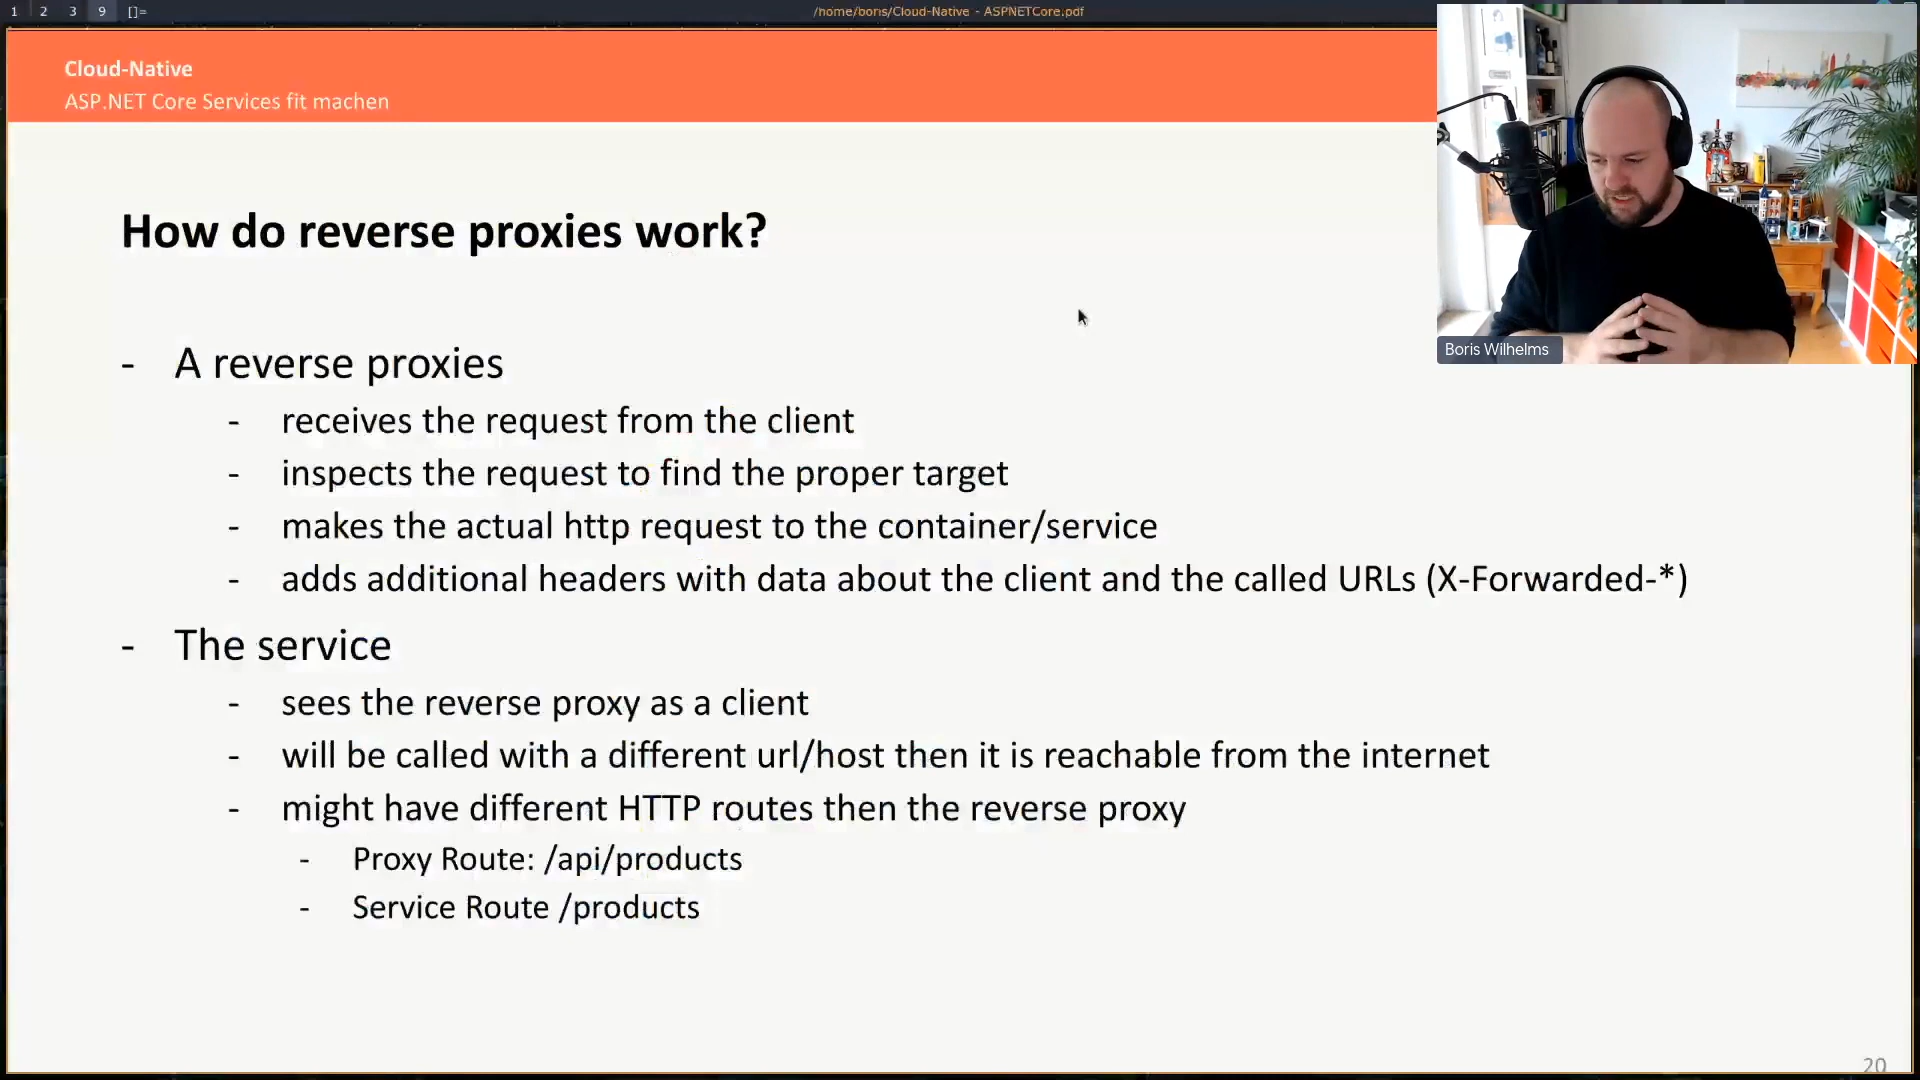 1 2 3 9 []=
/home/boris/Cloud-Native - ASPNETCore.pdf
Cloud-Native
ASP.NET Core Services fit machen
Boris Wilhelms
How do reverse proxies work?
- A reverse proxies
- receives the request from the client
- inspects the request to find the proper target
- makes the actual http request to the container/service
- adds additional headers with data about the client and the called URLs (X-Forwarded-*)
- The service
- sees the reverse proxy as a client
- will be called with a different url/host then it is reachable from the internet
- might have different HTTP routes then the reverse proxy
- Proxy Route: /api/products
- Service Route /products
20